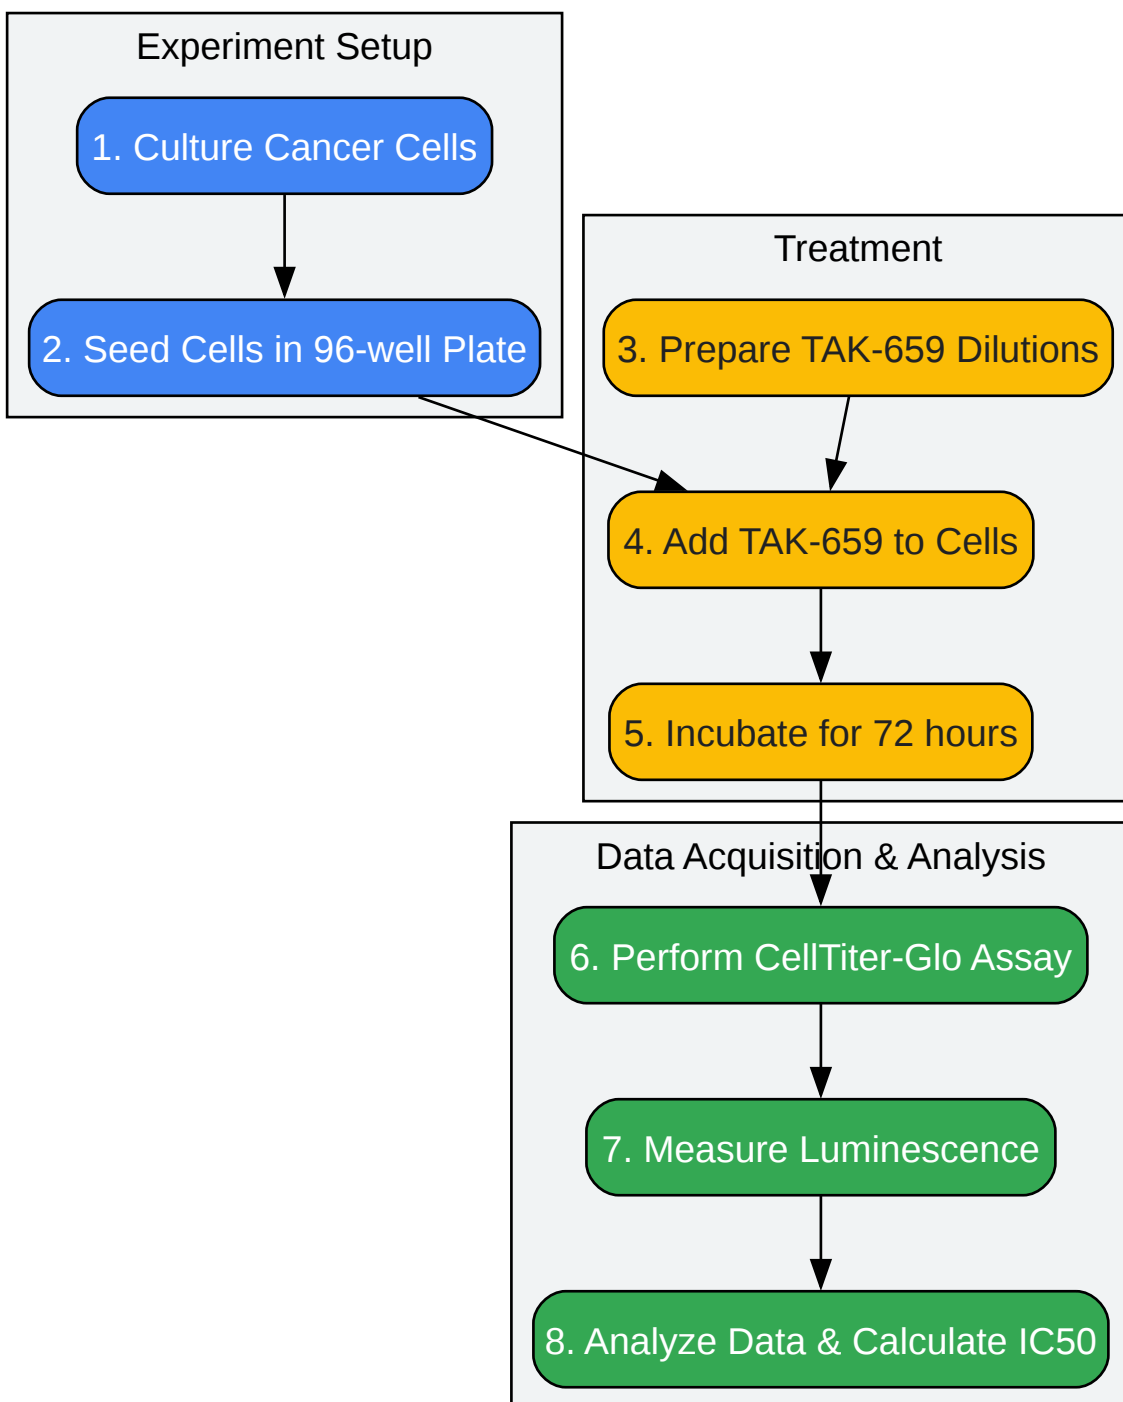 Experiment Setup
1. Culture Cancer Cells
2. Seed Cells in 96-well Plate
Treatment
3. Prepare TAK-659 Dilutions
4. Add TAK-659 to Cells
5. Incubate for 72 hours
Data Acquisition & Analysis
6. Perform CellTiter-Glo Assay
7. Measure Luminescence
8. Analyze Data & Calculate IC50